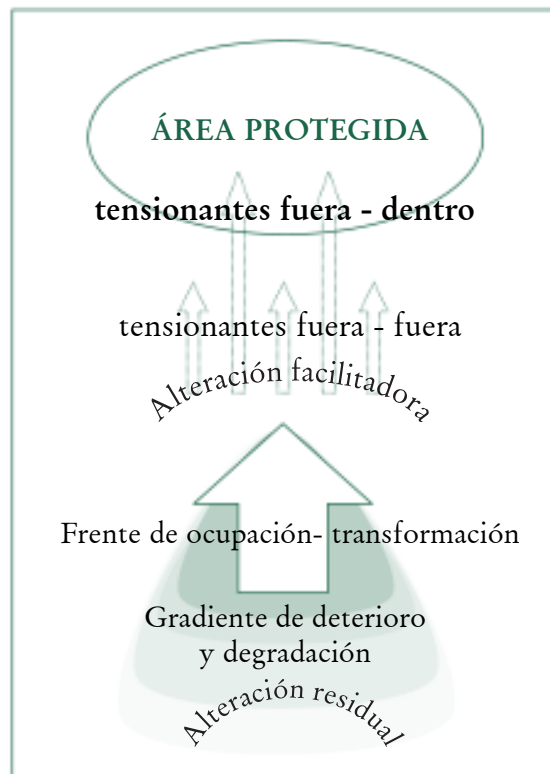 ÁREA PROTEGIDA
tensionantes fuera - dentro
tensionantes fuera - fuera
Alteración facilitadora
Frente de ocupación- transformación
Gradiente de deterioro
y degradación
Alteración residual